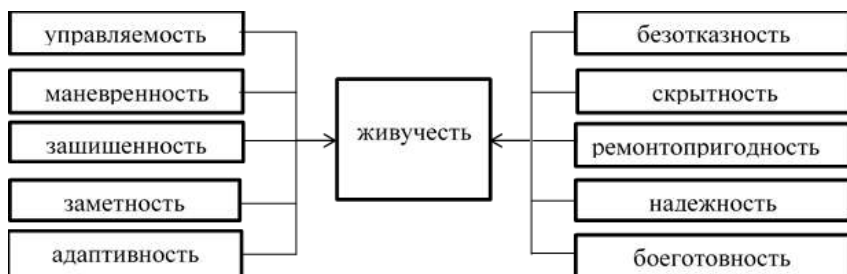 управляемость
маневренность
зашишенность
заметность
адаптивность
живучесть
безотказность
скрытность
ремонтопригодность
надежность
боеготовность